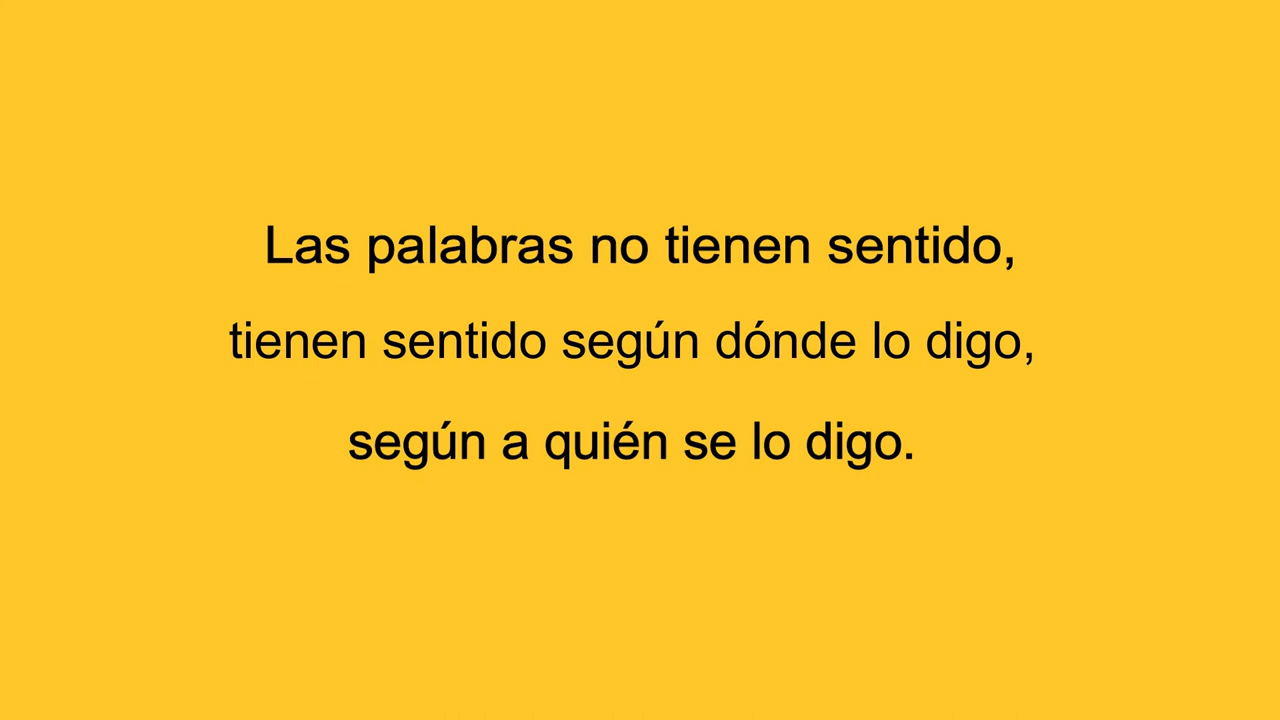 Las palabras no tienen sentido,
tienen sentido según dónde lo digo,
según a quién se lo digo.